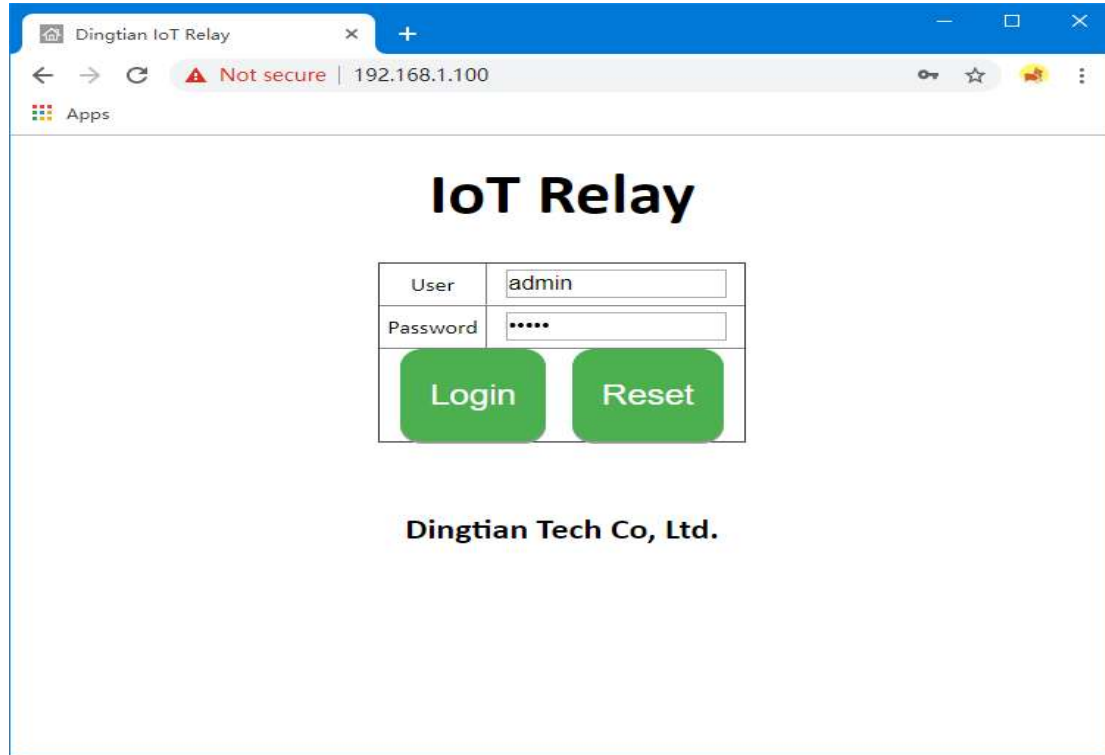 Dingtian IoT Relay
Not secure | 192.168.1.100
Apps
IoT Relay
User admin
Password •••••
Login Reset
Dingtian Tech Co, Ltd.